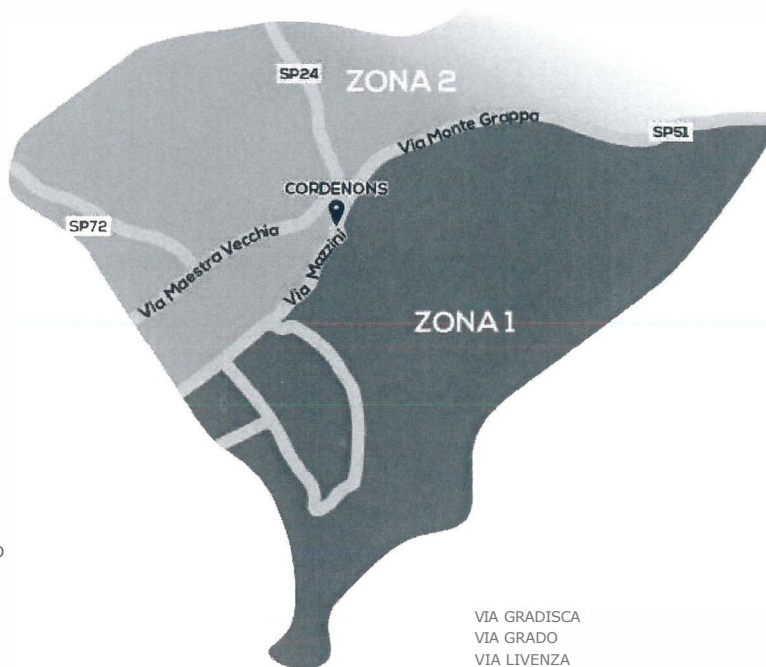 SP24
ZONA 2
Via Monte Grappa
SP51
CORDENONS
SP72
Via Maestra Vecchia
Via Mazzini
ZONA 1
O
VIA GRADISCA
VIA GRADO
VIA LIVENZA